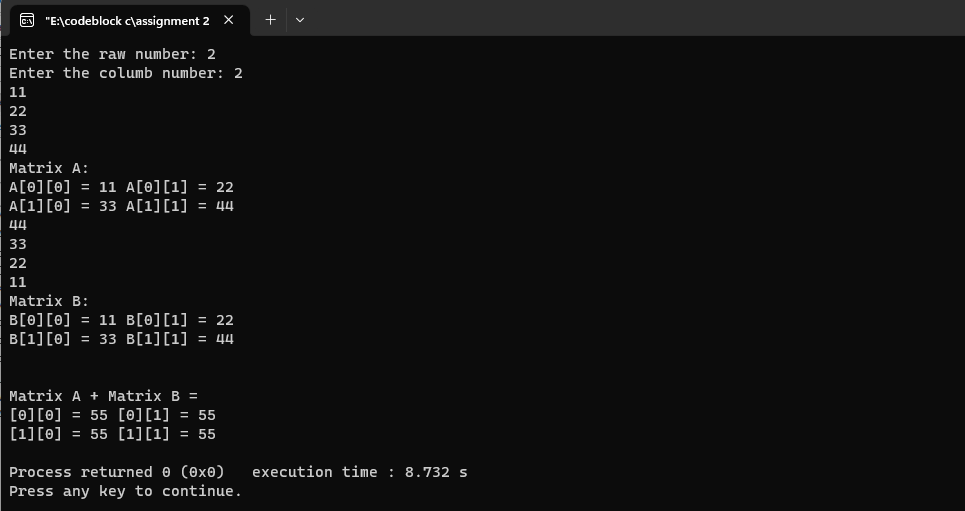 "E:\codeblock c\assignment 2
Enter the raw number: 2
Enter the columb number: 2
11
22
33
44
Matrix A:
A[0][0] = 11 A[0][1] = 22
A[1][0] = 33 A[1][1] = 44
44
33
22
11
Matrix B:
B[0][0] = 11 B[0][1] = 22
B[1][0] = 33 B[1][1] = 44
Matrix A + Matrix B =
[0][0] = 55 [0][1] = 55
[1][0] = 55 [1][1] = 55
Process returned 0 (0x0)   execution time : 8.732 s
Press any key to continue.